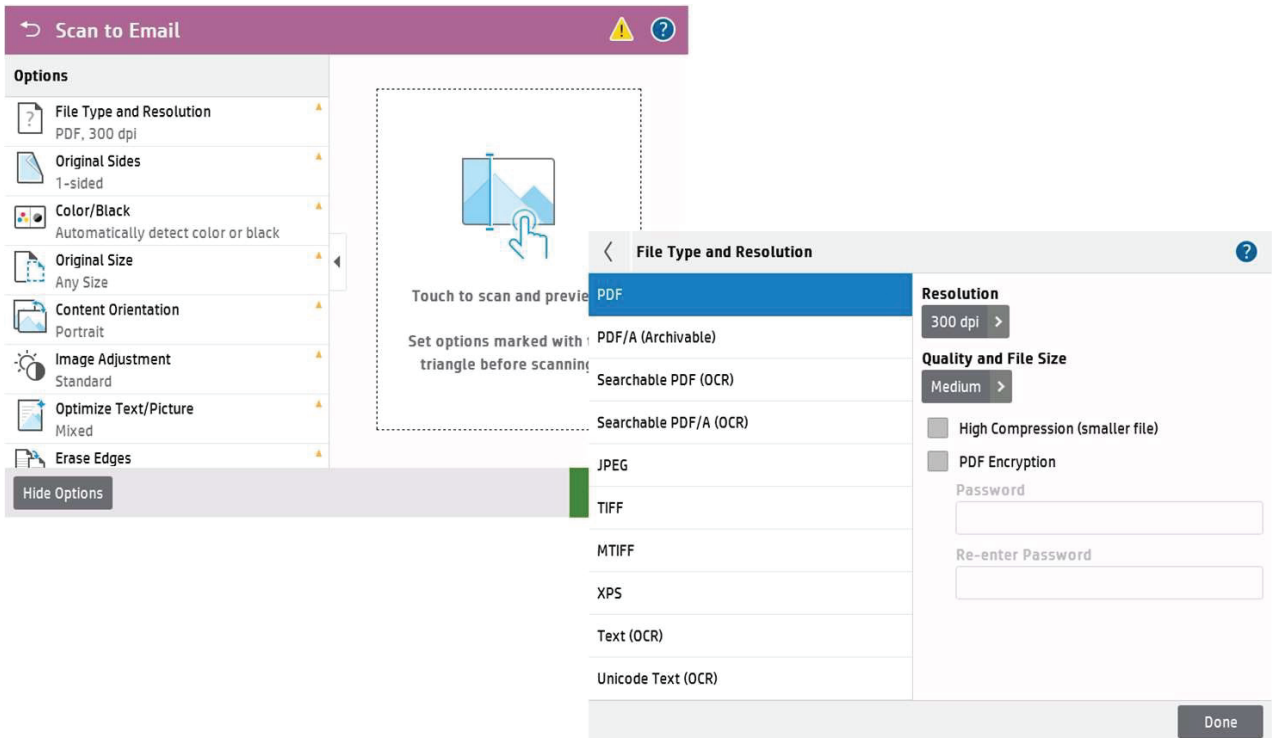 Scan to Email
Options
File Type and Resolution
PDF, 300 dpi
Original Sides
1-sided
Color/Black
Automatically detect color or black
Original Size
Any Size
Content Orientation
Portrait
Image Adjustment
Standard
Optimize Text/Picture
Mixed
Erase Edges
Hide Options
Touch to scan and previe
Set options marked with
triangle before scanning
File Type and Resolution
PDF
PDF/A (Archivable)
Searchable PDF (OCR)
Searchable PDF/A (OCR)
JPEG
TIFF
MTIFF
XPS
Text (OCR)
Unicode Text (OCR)
Resolution
300 dpi
Quality and File Size
Medium
High Compression (smaller file)
PDF Encryption
Password
Re-enter Password
Done